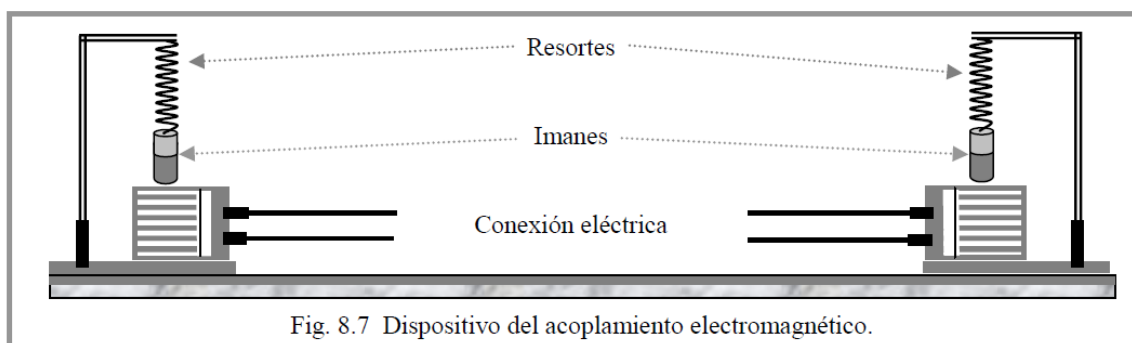 Resortes
Imanes
Conexión eléctrica
Fig. 8.7 Dispositivo del acoplamiento electromagnético.